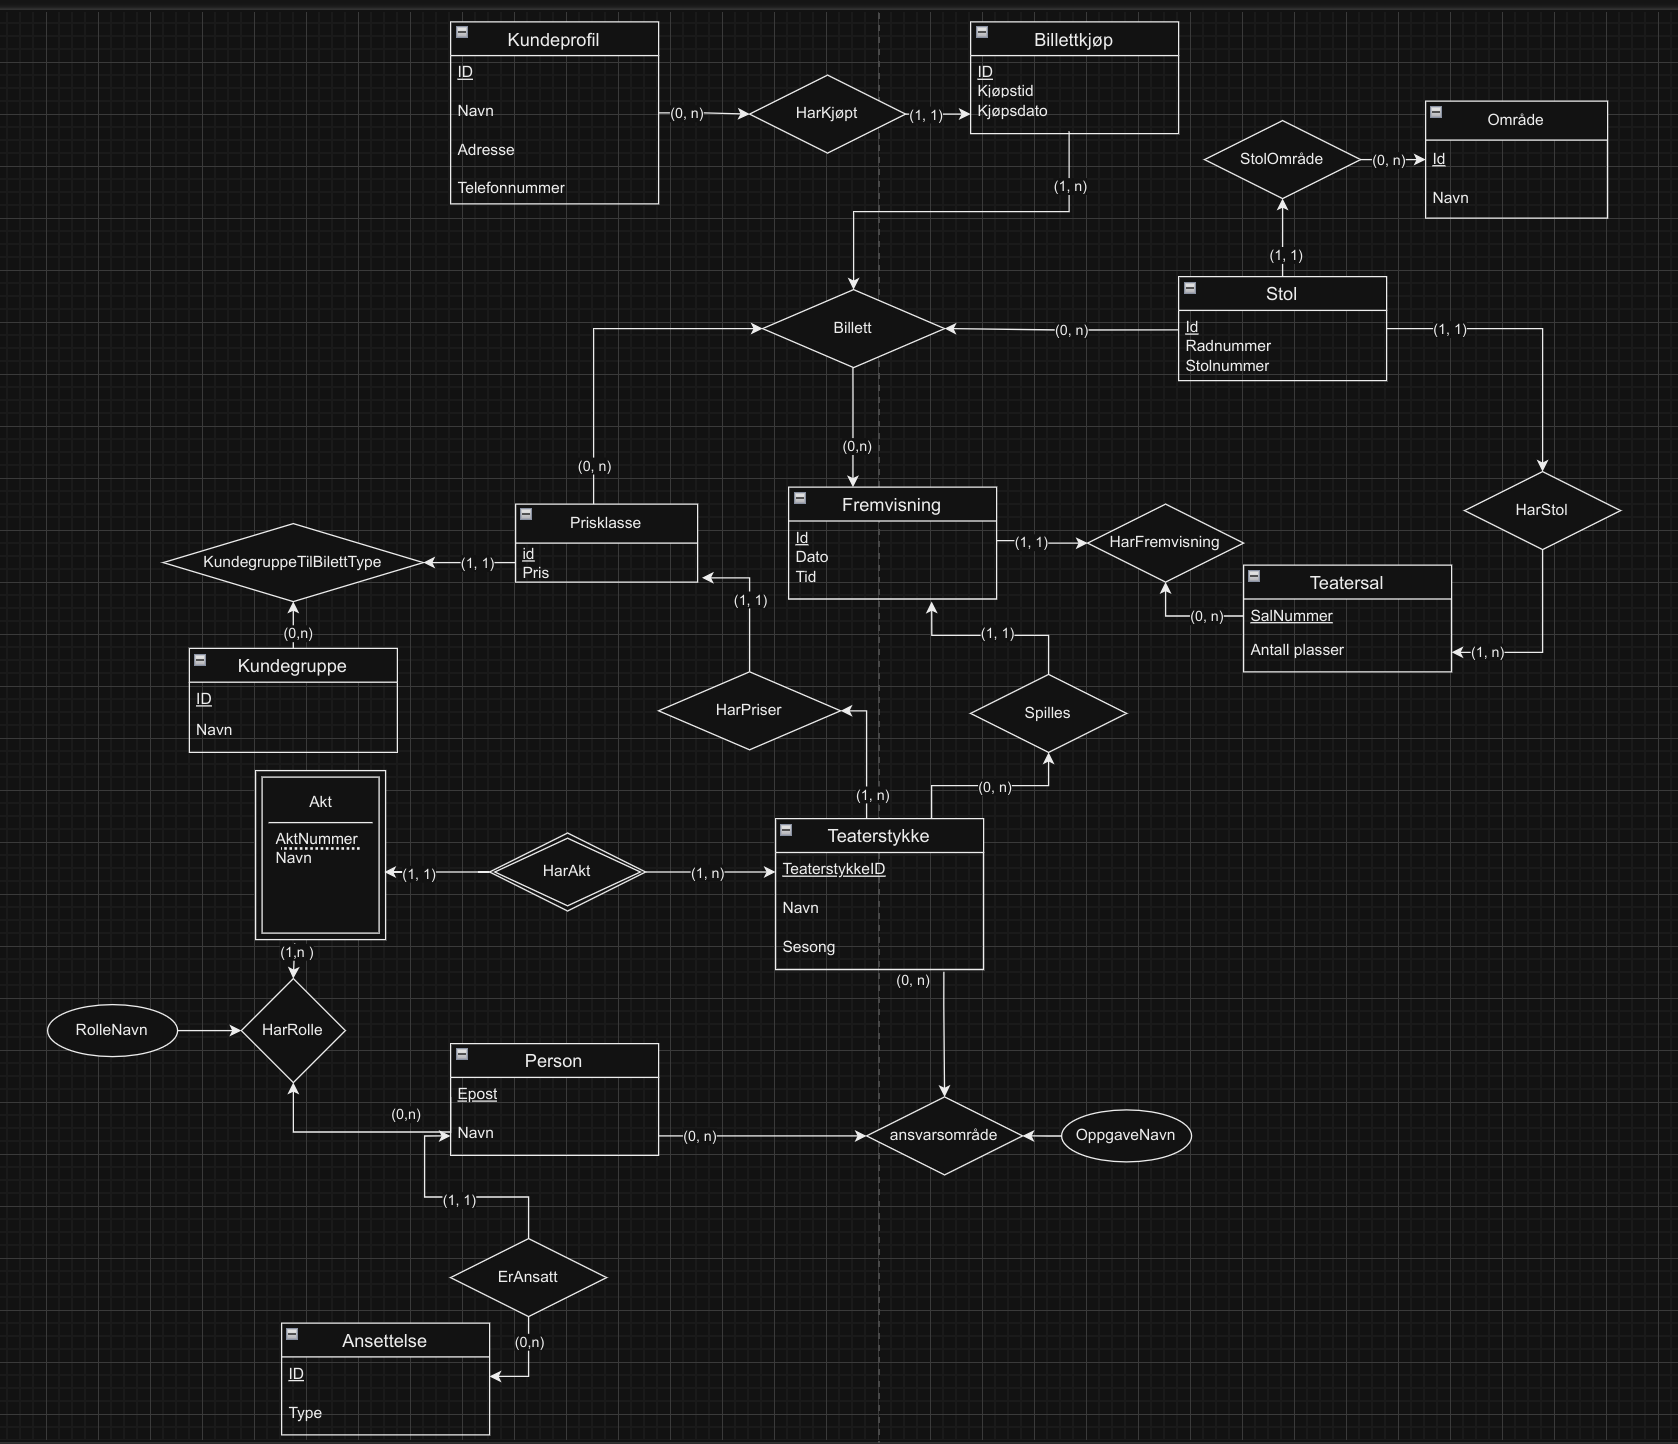 Kundeprofil
ID
Navn
Adresse
Telefonnummer
(0, n)
HarKjøpt
(1, 1)
Billettkjøp
ID
Kjøpstid
Kjøpsdato
(1, n)
StolOmråde
(0, n)
Område
Id
Navn
(1, 1)
Stol
Id
Radnummer
Stolnummer
(0, n)
Billett
(1, 1)
(0, n)
(0,n)
HarStol
Prisklasse
id
Pris
Fremvisning
Id
Dato
Tid
(1, 1)
HarFremvisning
KundegruppeTilBilettType
(1, 1)
Teatersal
SalNummer
Antall plasser
(0, n)
(1, n)
(1, 1)
(0,n)
(1, 1)
Kundegruppe
ID
Navn
HarPriser
Spilles
(1, n)
(0, n)
Akt
AktNummer
Navn
(1, 1)
HarAkt
(1, n)
Teaterstykke
TeaterstykkeID
Navn
Sesong
(1,n )
(0, n)
RolleNavn
HarRolle
Person
Epost
Navn
(0,n)
(0, n)
ansvarsområde
OppgaveNavn
(1, 1)
ErAnsatt
(0,n)
Ansettelse
ID
Type